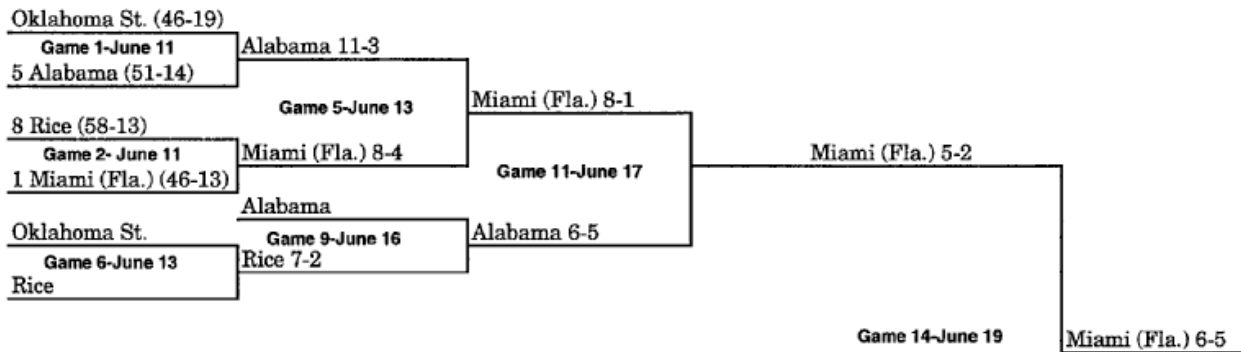 Oklahoma St. (46-19)
Game 1-June 11
Alabama 11-3
5 Alabama (51-14)
Game 5-June 13
Miami (Fla.) 8-1
8 Rice (58-13)
Game 2- June 11
Miami (Fla.) 8-4
1 Miami (Fla.) (46-13)
Game 11-June 17
Miami (Fla.) 5-2
Alabama
Oklahoma St.
Game 9-June 16
Alabama 6-5
Game 6-June 13
Rice 7-2
Rice
Game 14-June 19
Miami (Fla.) 6-5